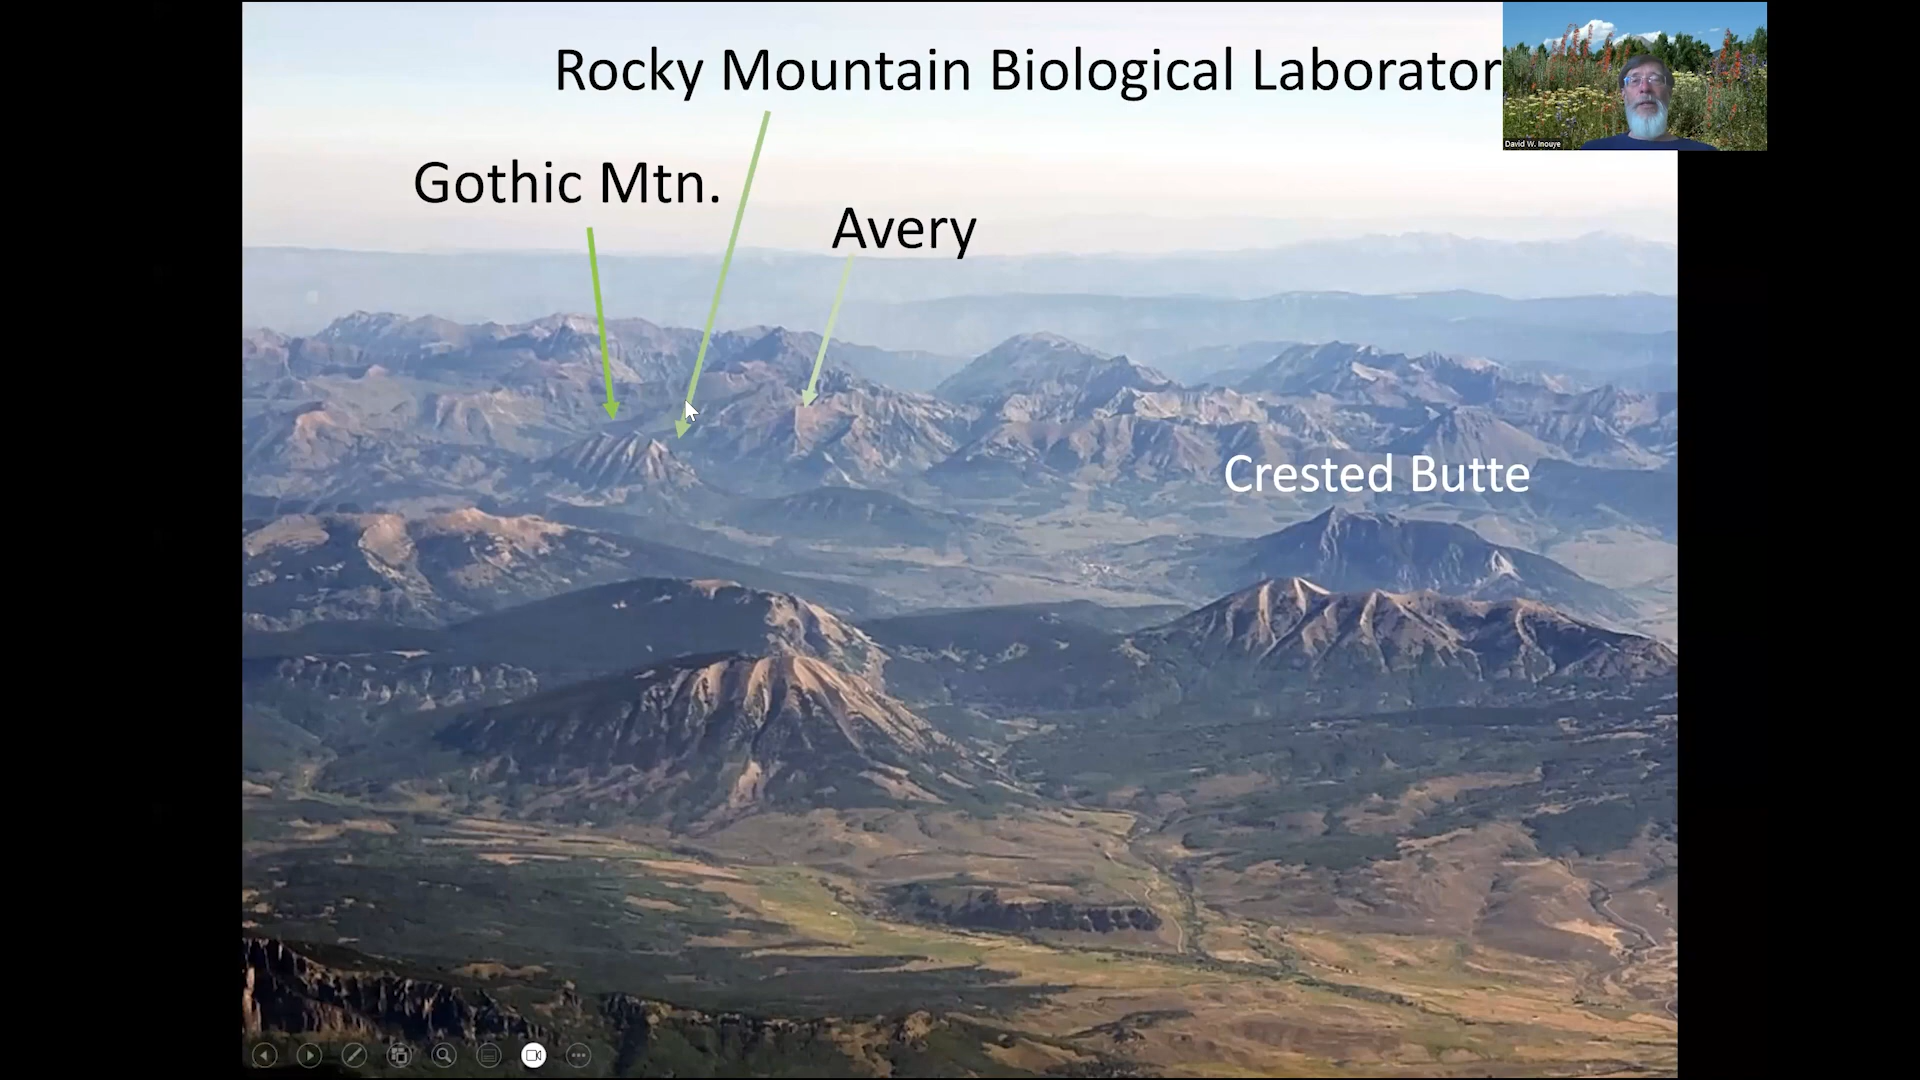 Rocky Mountain Biological Laborator
David W. Inouye
Gothic Mtn.
Avery
Crested Butte